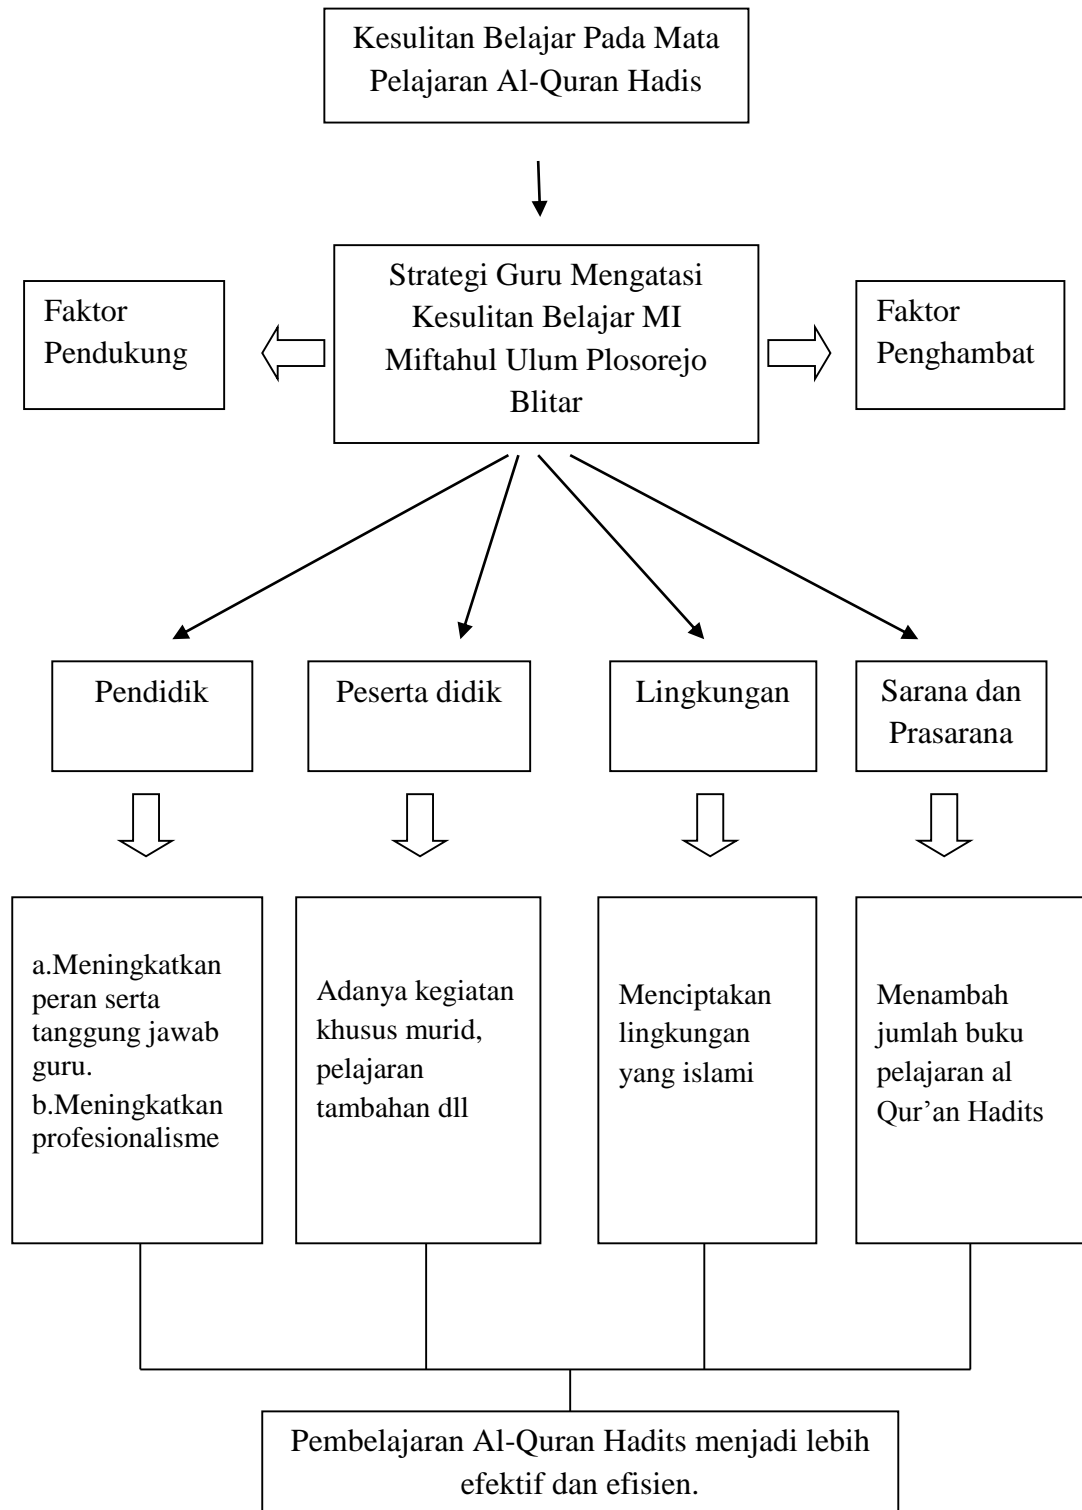 Kesulitan Belajar Pada Mata
Pelajaran Al-Quran Hadis
Strategi Guru Mengatasi
Kesulitan Belajar MI
Miftahul Ulum Plosorejo
Blitar
Faktor
Pendukung
Faktor
Penghambat
Pendidik
Peserta didik
Lingkungan
Sarana dan
Prasarana
a.Meningkatkan
peran serta
tanggung jawab
guru.
b.Meningkatkan
profesionalisme
Adanya kegiatan
khusus murid,
pelajaran
tambahan dll
Menciptakan
lingkungan
yang islami
Menambah
jumlah buku
pelajaran al
Qur’an Hadits
Pembelajaran Al-Quran Hadits menjadi lebih
efektif dan efisien.